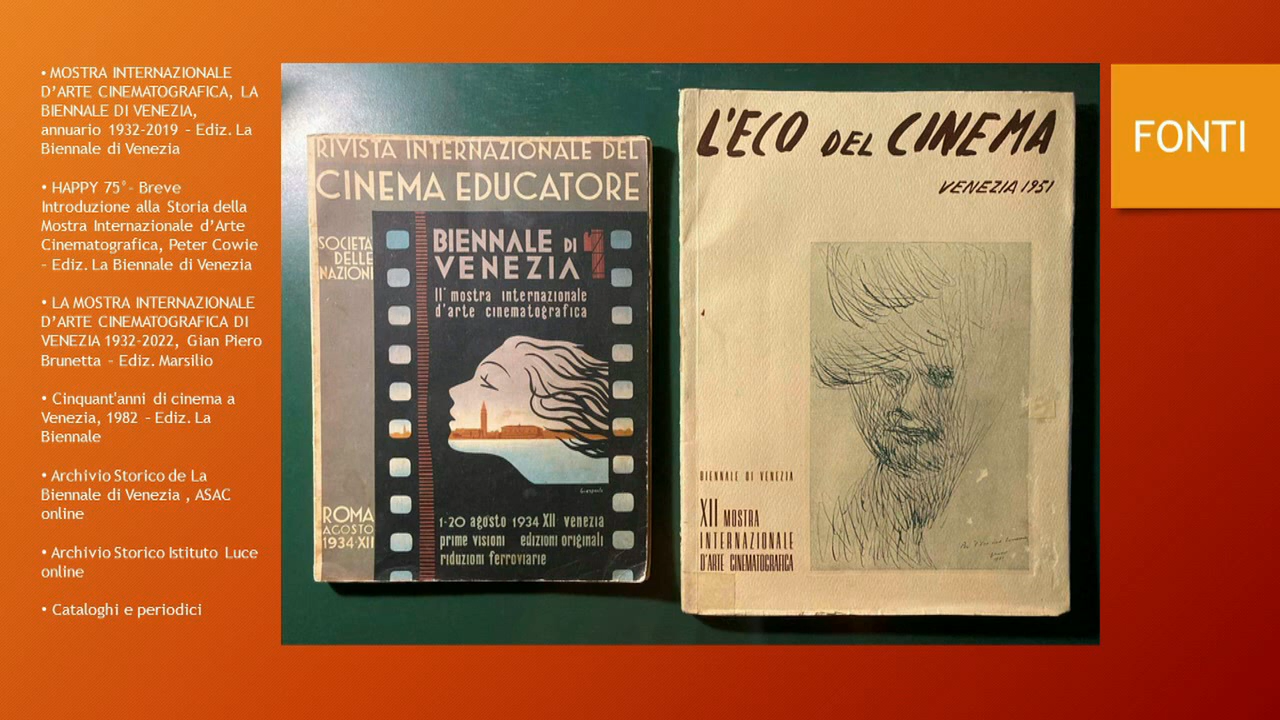 • MOSTRA INTERNAZIONALE
D’ARTE CINEMATOGRAFICA, LA
BIENNALE DI VENEZIA,
annuario 1932-2019 – Ediz. La
Biennale di Venezia
• HAPPY 75°- Breve
Introduzione alla Storia della
Mostra Internazionale d’Arte
Cinematografica, Peter Cowie
– Ediz. La Biennale di Venezia
• LA MOSTRA INTERNAZIONALE
D’ARTE CINEMATOGRAFICA DI
VENEZIA 1932-2022, Gian Piero
Brunetta – Ediz. Marsilio
• Cinquant'anni di cinema a
Venezia, 1982 – Ediz. La
Biennale
• Archivio Storico de La
Biennale di Venezia , ASAC
online
• Archivio Storico Istituto Luce
online
• Cataloghi e periodici
RIVISTA INTERNAZIONALE DEL
CINEMA EDUCATORE
SOCIETA
DELLE
NAZIONI
BIENNALE DI
VENEZIA
IIª mostra internazionale
d'arte cinematografica
ROMA
AGOSTO
1934·XII
1-20 agosto 1934 XII venezia
prime visioni edizioni originali
riduzioni ferroviarie
L'ECO DEL CINEMA
VENEZIA 1951
BIENNALE DI VENEZIA
XII MOSTRA
INTERNAZIONALE
D'ARTE CINEMATOGRAFICA
FONTI